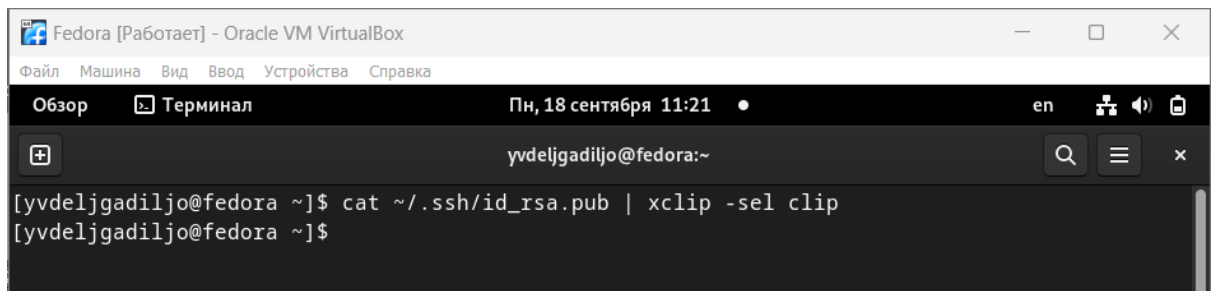 Fedora [Работает] - Oracle VM VirtualBox
Файл Машина Вид Ввод Устройства Справка
Обзор Терминал Пн, 18 сентября 11:21 en
yvdeljgadiljo@fedora:~
[yvdeljgadiljo@fedora ~]$ cat ~/.ssh/id_rsa.pub | xclip -sel clip
[yvdeljgadiljo@fedora ~]$